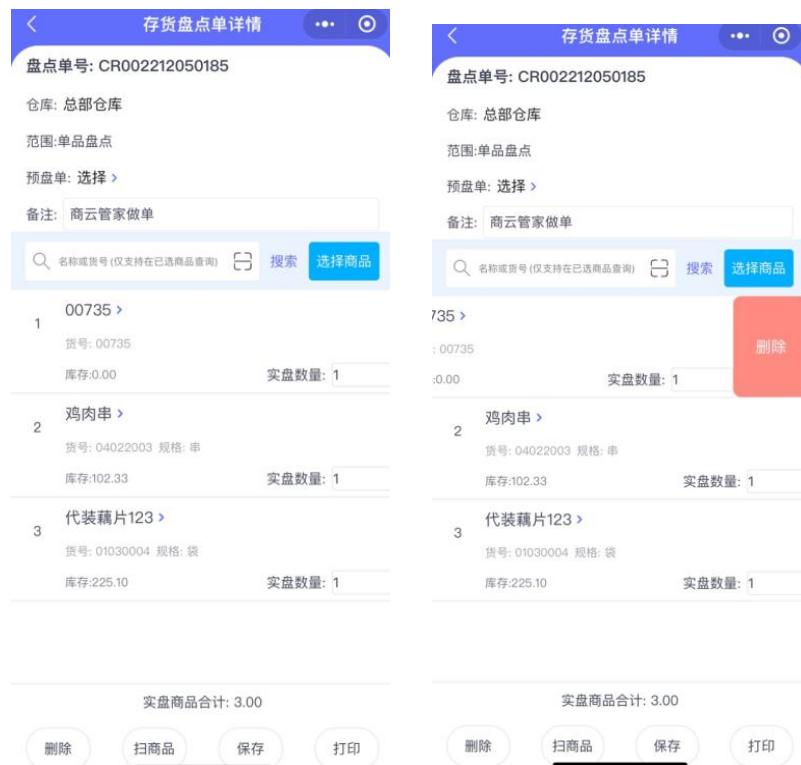 存货盘点单详情
盘点单号: CR002212050185
仓库: 总部仓库
范围:单品盘点
预盘单: 选择 >
备注: 商云管家做单
名称或货号(仅支持在已选商品查询) 搜索 选择商品
1 00735 >
货号: 00735
库存:0.00 实盘数量: 1
2 鸡肉串 >
货号: 04022003 规格: 串
库存:102.33 实盘数量: 1
3 代装藕片123 >
货号: 01030004 规格: 袋
库存:225.10 实盘数量: 1
实盘商品合计: 3.00
删除 扫商品 保存 打印
存货盘点单详情
盘点单号: CR002212050185
仓库: 总部仓库
范围:单品盘点
预盘单: 选择 >
备注: 商云管家做单
名称或货号(仅支持在已选商品查询) 搜索 选择商品
735 >
: 00735 删除
:0.00 实盘数量: 1
2 鸡肉串 >
货号: 04022003 规格: 串
库存:102.33 实盘数量: 1
3 代装藕片123 >
货号: 01030004 规格: 袋
库存:225.10 实盘数量: 1
实盘商品合计: 3.00
删除 扫商品 保存 打印